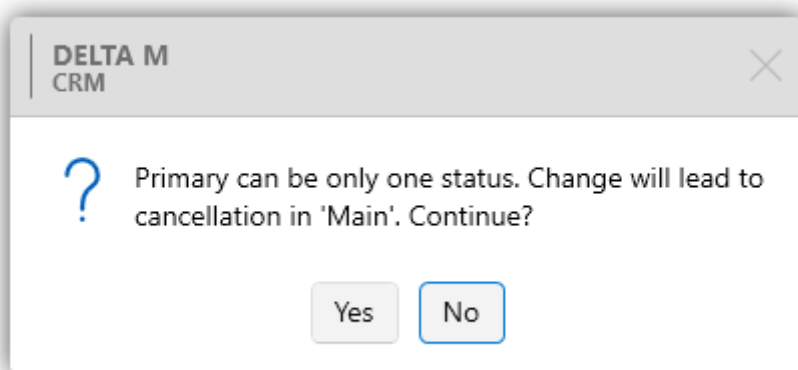 DELTA M
CRM
Primary can be only one status. Change will lead to
cancellation in 'Main'. Continue?
Yes
No